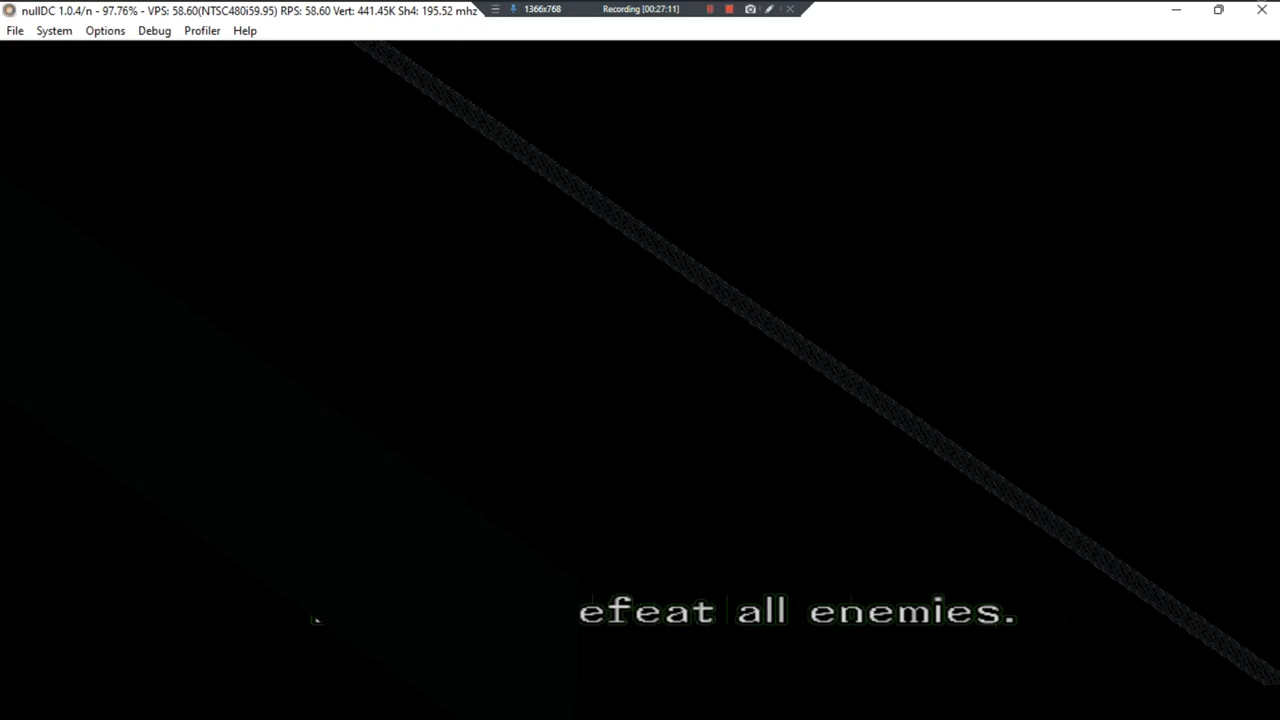 nullDC 1.0.4/n - 97.76% - VPS: 58.60(NTSC480i59.95) RPS: 58.60 Vert: 441.45K Sh4: 195.52 mhz
1366x768
Recording [00:27:11]
File System Options Debug Profiler Help
efeat all enemies.